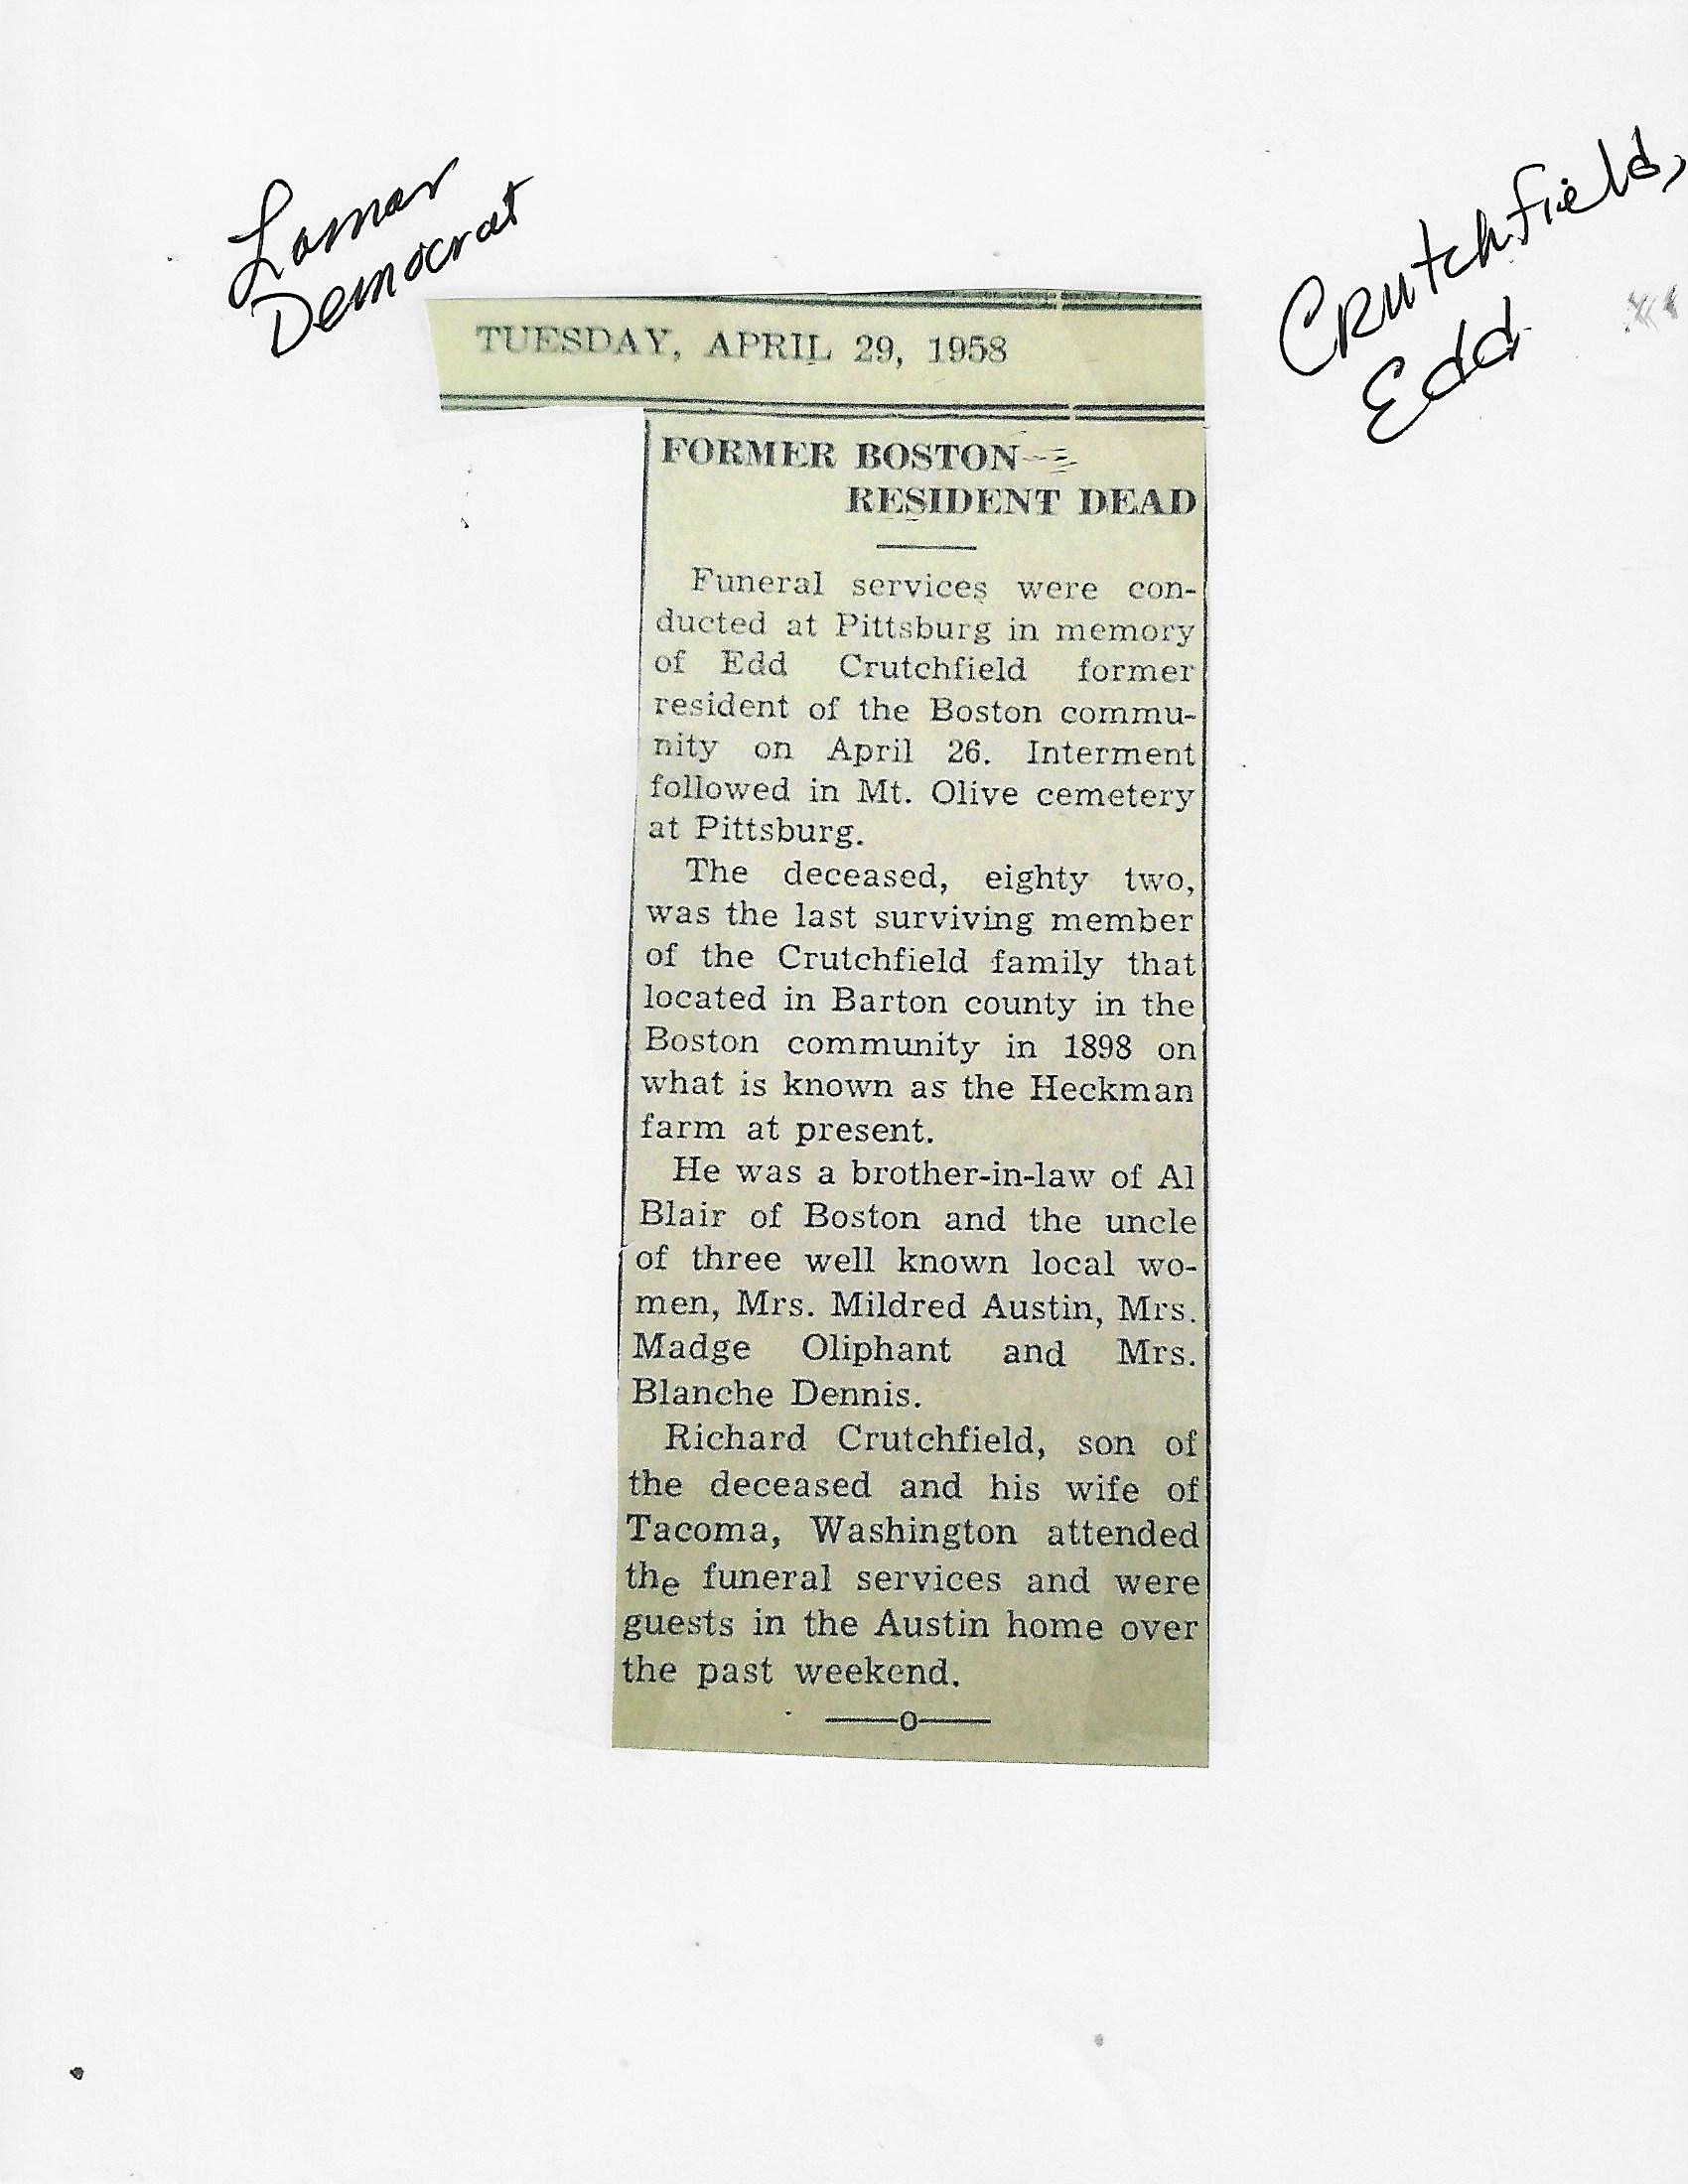 Lamar
Democrat
Crutchfield,
Edd
TUESDAY, APRIL 29, 1958
FORMER BOSTON
RESIDENT DEAD
Funeral services were con-
ducted at Pittsburg in memory
of Edd Crutchfield former
resident of the Boston commu-
nity on April 26. Interment
followed in Mt. Olive cemetery
at Pittsburg.
The deceased, eighty two,
was the last surviving member
of the Crutchfield family that
located in Barton county in the
Boston community in 1898 on
what is known as the Heckman
farm at present.
He was a brother-in-law of Al
Blair of Boston and the uncle
of three well known local wo-
men, Mrs. Mildred Austin, Mrs.
Madge Oliphant and Mrs.
Blanche Dennis.
Richard Crutchfield, son of
the deceased and his wife of
Tacoma, Washington attended
the funeral services and were
guests in the Austin home over
the past weekend.